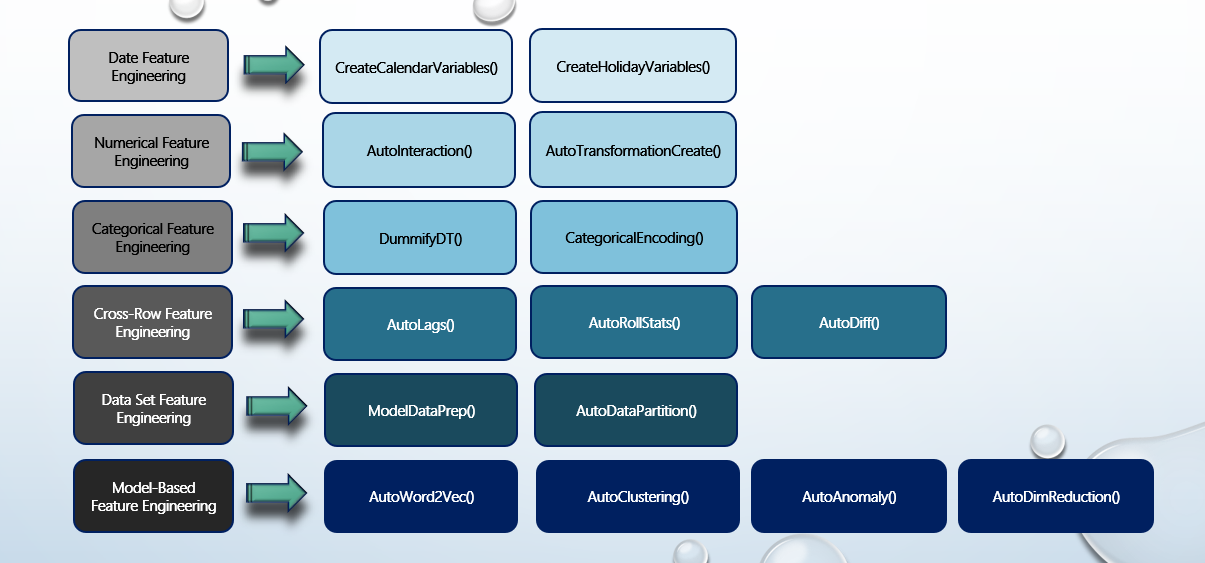 Date Feature
Engineering
CreateCalendarVariables()
CreateHolidayVariables()
Numerical Feature
Engineering
AutoInteraction()
AutoTransformationCreate()
Categorical Feature
Engineering
DummifyDT()
CategoricalEncoding()
Cross-Row Feature
Engineering
AutoLags()
AutoRollStats()
AutoDiff()
Data Set Feature
Engineering
ModelDataPrep()
AutoDataPartition()
Model-Based
Feature Engineering
AutoWord2Vec()
AutoClustering()
AutoAnomaly()
AutoDimReduction()